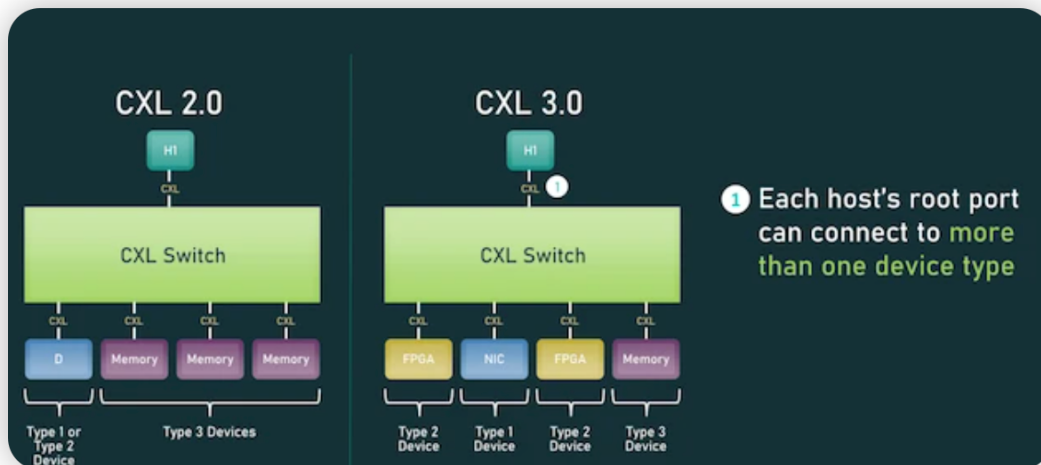 CXL 2.0
H1
CXL
CXL Switch
CXL CXL CXL CXL
D Memory Memory Memory
Type 1 or
Type 2
Device
Type 3 Devices
CXL 3.0
H1
CXL 1
CXL Switch
CXL CXL CXL CXL
FPGA NIC FPGA Memory
Type 2
Device
Type 1
Device
Type 2
Device
Type 3
Device
1 Each host's root port
can connect to more
than one device type